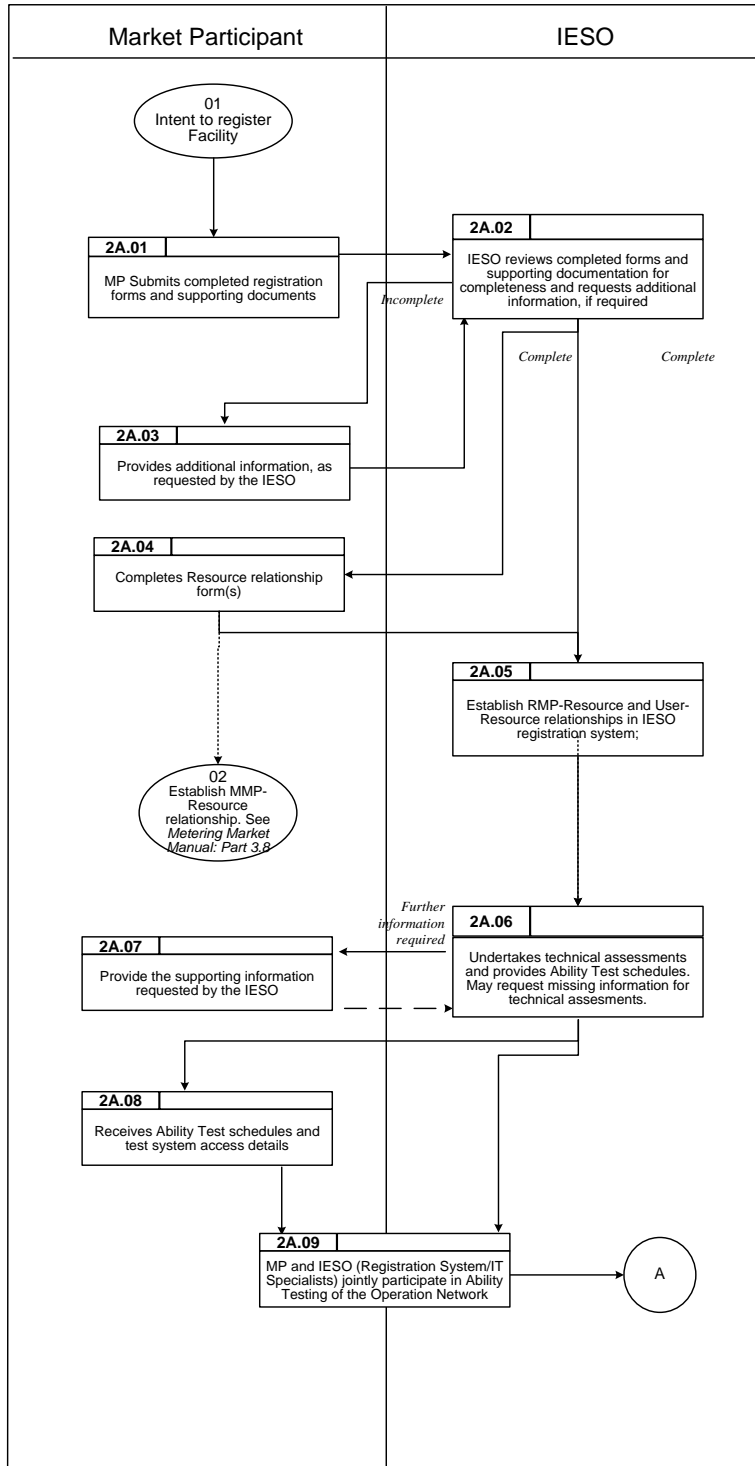 Market Participant
IESO
01
Intent to register
Facility
2A.01
MP Submits completed registration
forms and supporting documents
2A.02
IESO reviews completed forms and
supporting documentation for
completeness and requests additional
information, if required
Incomplete
Complete
Complete
2A.03
Provides additional information, as
requested by the IESO
2A.04
Completes Resource relationship
form(s)
2A.05
Establish RMP-Resource and User-
Resource relationships in IESO
registration system;
02
Establish MMP-
Resource
relationship. See
Metering Market
Manual: Part 3.8
Further
information
required
2A.06
Undertakes technical assessments
and provides Ability Test schedules.
May request missing information for
technical assesments.
2A.07
Provide the supporting information
requested by the IESO
2A.08
Receives Ability Test schedules and
test system access details
2A.09
MP and IESO (Registration System/IT
Specialists) jointly participate in Ability
Testing of the Operation Network
A